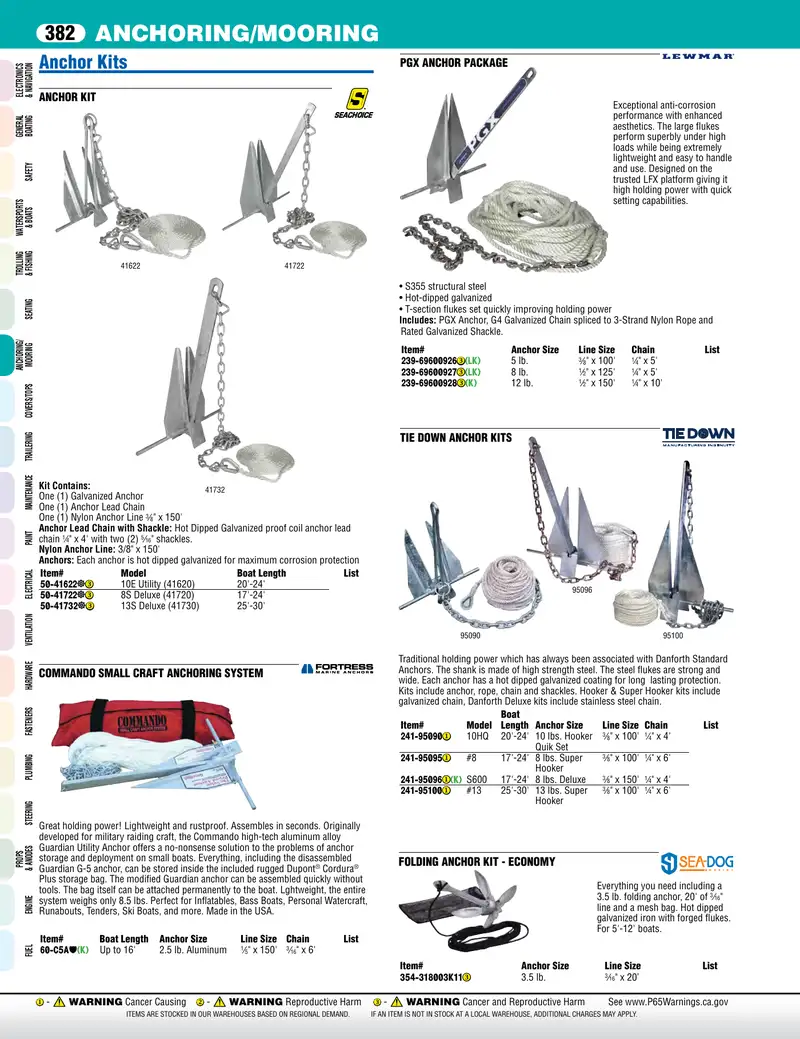 382 ANCHORING/MOORING
Anchor Kits
ELECTRONICS
& NAVIGATION
GENERAL
BOATING
SAFETY
WATERSPORTS
& BOATS
TROLLING
& FISHING
SEATING
ANCHORING/
MOORING
COVERS/TOPS
TRAILERING
MAINTENANCE
PAINT
ELECTRICAL
VENTILATION
HARDWARE
FASTENERS
PLUMBING
STEERING
PROPS
& ANODES
ENGINE
FUEL
ANCHOR KIT
S
SEACHOICE
41622
41722
41732
Kit Contains:
One (1) Galvanized Anchor
One (1) Anchor Lead Chain
One (1) Nylon Anchor Line ⅜" x 150'
Anchor Lead Chain with Shackle: Hot Dipped Galvanized proof coil anchor lead
chain ¼" x 4' with two (2) 5⁄16" shackles.
Nylon Anchor Line: 3/8" x 150'
Anchors: Each anchor is hot dipped galvanized for maximum corrosion protection
Item# Model Boat Length List
50-41622 3 10E Utility (41620) 20'-24'
50-41722 3 8S Deluxe (41720) 17'-24'
50-41732 3 13S Deluxe (41730) 25'-30'
COMMANDO SMALL CRAFT ANCHORING SYSTEM
FORTRESS
MARINE ANCHORS
COMMANDO
Great holding power! Lightweight and rustproof. Assembles in seconds. Originally
developed for military raiding craft, the Commando high-tech aluminum alloy
Guardian Utility Anchor offers a no-nonsense solution to the problems of anchor
storage and deployment on small boats. Everything, including the disassembled
Guardian G-5 anchor, can be stored inside the included rugged Dupont® Cordura®
Plus storage bag. The modified Guardian anchor can be assembled quickly without
tools. The bag itself can be attached permanently to the boat. Lghtweight, the entire
system weighs only 8.5 lbs. Perfect for Inflatables, Bass Boats, Personal Watercraft,
Runabouts, Tenders, Ski Boats, and more. Made in the USA.
Item# Boat Length Anchor Size Line Size Chain List
60-C5A (K) Up to 16' 2.5 lb. Aluminum x 150' 3⁄16" x 6'
PGX ANCHOR PACKAGE
LEWMAR®
PGX
Exceptional anti-corrosion
performance with enhanced
aesthetics. The large flukes
perform superbly under high
loads while being extremely
lightweight and easy to handle
and use. Designed on the
trusted LFX platform giving it
high holding power with quick
setting capabilities.
• S355 structural steel
• Hot-dipped galvanized
• T-section flukes set quickly improving holding power
Includes: PGX Anchor, G4 Galvanized Chain spliced to 3-Strand Nylon Rope and
Rated Galvanized Shackle.
Item# Anchor Size Line Size Chain List
239-69600926 3 (LK) 5 lb. ⅜" x 100' ¼" x 5'
239-69600927 3 (LK) 8 lb. ½" x 125' ¼" x 5'
239-69600928 3 (K) 12 lb. ½" x 150' ¼" x 10'
TIE DOWN ANCHOR KITS
TIE DOWN
MANUFACTURING INGENUITY
95096
95090
95100
Traditional holding power which has always been associated with Danforth Standard
Anchors. The shank is made of high strength steel. The steel flukes are strong and
wide. Each anchor has a hot dipped galvanized coating for long lasting protection.
Kits include anchor, rope, chain and shackles. Hooker & Super Hooker kits include
galvanized chain, Danforth Deluxe kits include stainless steel chain.
Boat
Item# Model Length Anchor Size Line Size Chain List
241-95090 1 10HQ 20'-24' 10 lbs. Hooker ⅜" x 100' ¼" x 4'
Quik Set
241-95095 1 #8 17'-24' 8 lbs. Super ⅜" x 100' ¼" x 6'
Hooker
241-95096 1 (K) S600 17'-24' 8 lbs. Deluxe ⅜" x 150' ¼" x 4'
241-95100 1 #13 25'-30' 13 lbs. Super ⅜" x 100' ¼" x 6'
Hooker
FOLDING ANCHOR KIT - ECONOMY
SEA-DOG
Everything you need including a
3.5 lb. folding anchor, 20' of 3⁄16"
line and a mesh bag. Hot dipped
galvanized iron with forged flukes.
For 5'-12' boats.
Item# Anchor Size Line Size List
354-318003K11 3 3.5 lb. 3⁄16" x 20'
1 - WARNING Cancer Causing 2 - WARNING Reproductive Harm 3 - WARNING Cancer and Reproductive Harm See www.P65Warnings.ca.gov
ITEMS ARE STOCKED IN OUR WAREHOUSES BASED ON REGIONAL DEMAND. IF AN ITEM IS NOT IN STOCK AT A LOCAL WAREHOUSE, ADDITIONAL CHARGES MAY APPLY.